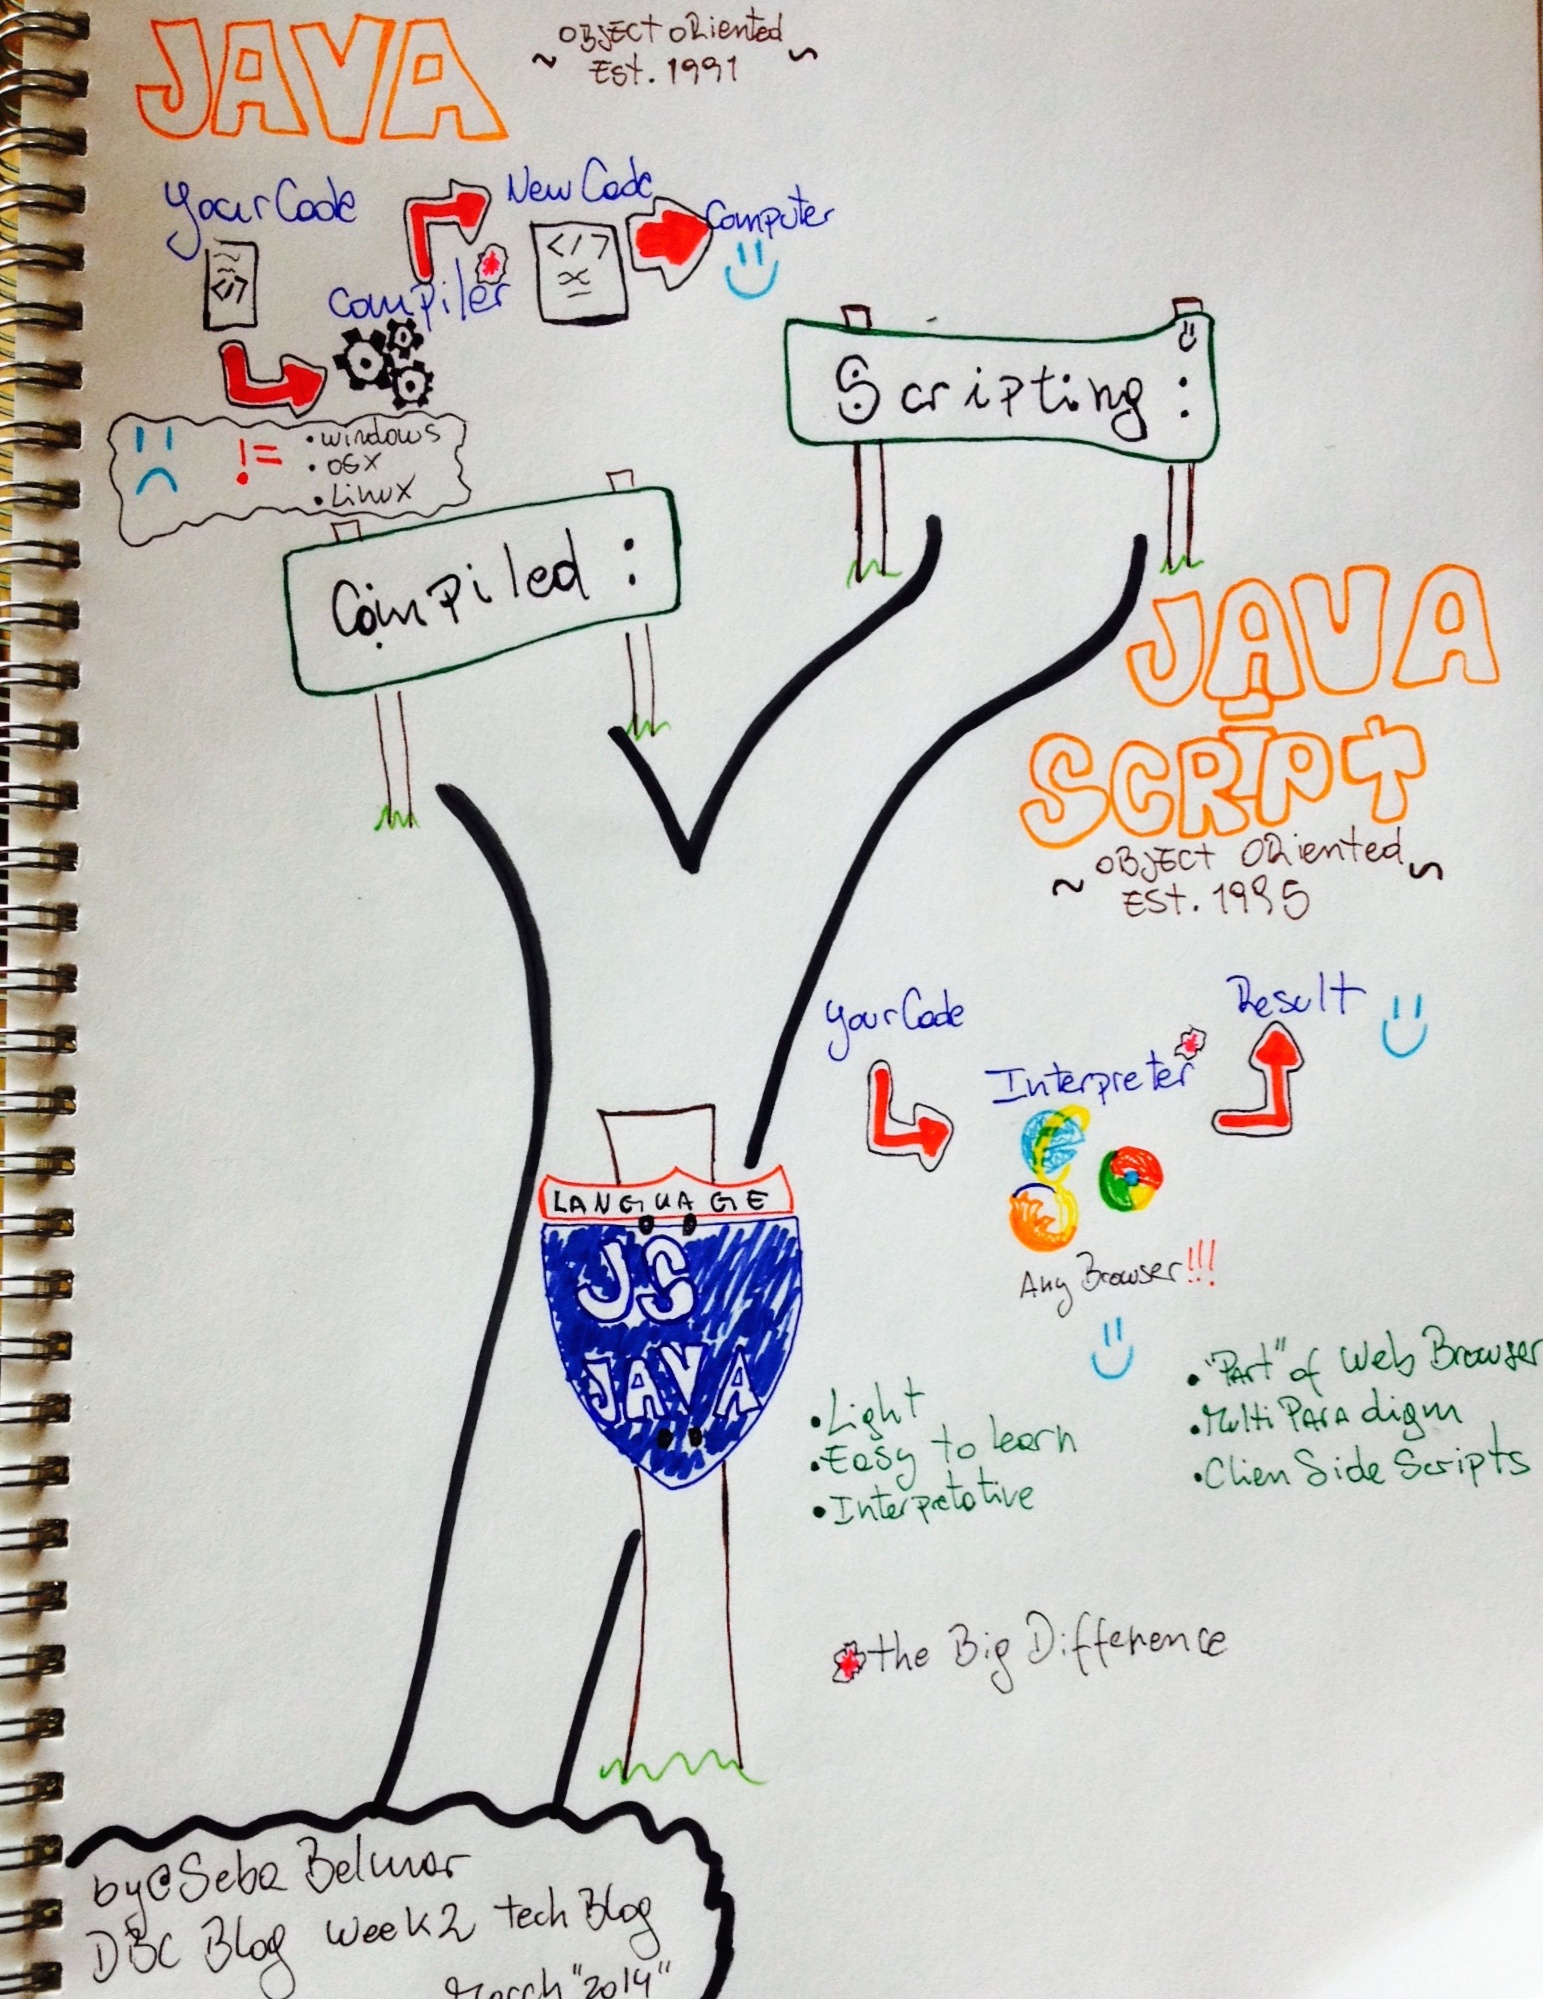 JAVA
~ OBJECT ORiented ~
Est. 1991
Your Code
New Code
Computer
</>
</>
Compiler
!=
• Windows
• OSX
• Linux
Scripting :
Compiled :
JAVA
SCRIPT
~ OBJECT ORiented ~
EST. 1995
Your Code
Result
Interpreter
Any Browser!!!
LANGUAGE
JS
JAVA
• Light
• Easy to learn
• Interpretative
• "Part" of Web Browser
• Multi Paradigm
• Clien Side Scripts
the Big Difference
by @Seba Belmar
DBC Blog Week 2 tech Blog
March "2014"